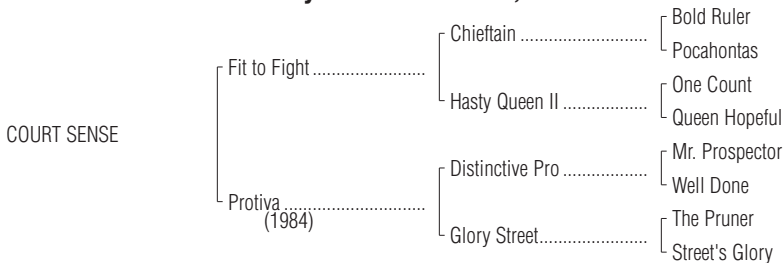 Bold Ruler
Chieftain ................................
Pocahontas
Fit to Fight ............................
One Count
Hasty Queen II .....................
Queen Hopeful
COURT SENSE
Mr. Prospector
Distinctive Pro .....................
Well Done
Protiva ...................................
(1984)
The Pruner
Glory Street...........................
Street's Glory